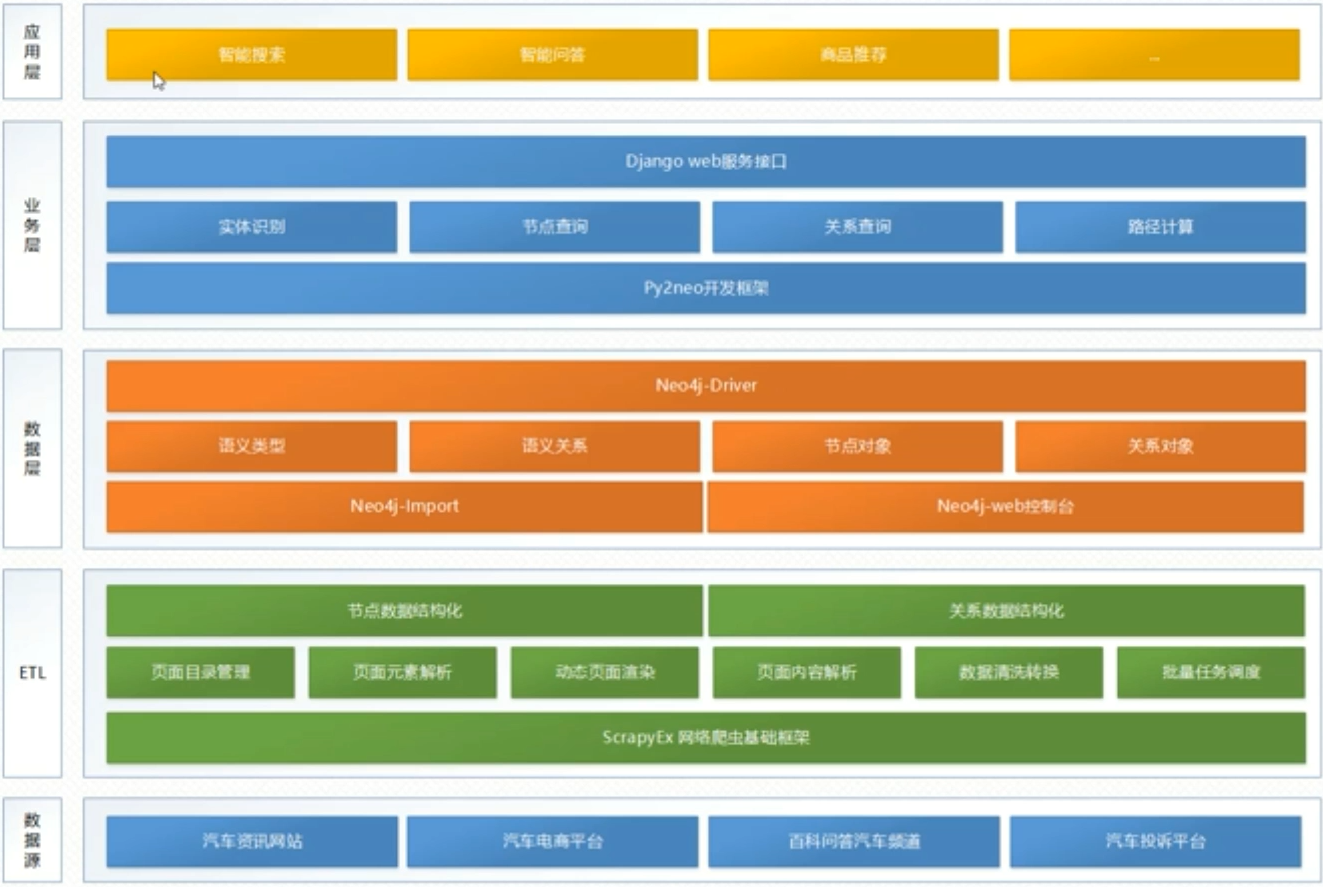 应用层
智能搜索
智能问答
商品推荐
...
业务层
Django web服务接口
实体识别
节点查询
关系查询
路径计算
Py2neo开发框架
数据层
Neo4j-Driver
语义类型
语义关系
节点对象
关系对象
Neo4j-Import
Neo4j-web控制台
ETL
节点数据结构化
关系数据结构化
页面目录管理
页面元素解析
动态页面渲染
页面内容解析
数据清洗转换
批量任务调度
ScrapyEx 网络爬虫基础框架
数据源
汽车资讯网站
汽车电商平台
百科问答汽车频道
汽车投诉平台